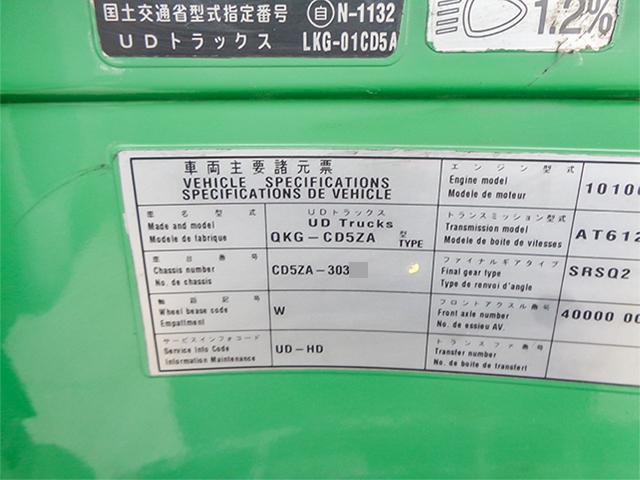 国土交通省型式指定番号 自 N-1132
UDトラックス LKG-01CD5A
1.2%
車両主要諸元票
VEHICLE SPECIFICATIONS
SPECIFICATIONS DE VEHICLE
車名型式
Made and model
Modele de fabrique
UDトラックス
UD Trucks
QKG-CD5ZA 型 TYPE
車台番号
Chassis number
No. de chassis
CD5ZA-303
軸距記号
Wheel base code
Empattment
W
サービスインフォコード
Service Info Code
Information Maintenance
UD-HD
エンジン型式
Engine model
Modele de moteur
10100
トランスミッション型式
Transmission model
Modele de boite de vitesses
AT612
ファイナルギアタイプ
Final gear type
Type de renvoi d'angle
SRSQ2
フロントアクスル番号
Front axle number
No. de essieu AV.
40000 00
トランスファ番号
Transfer number
No. de boite de transfert